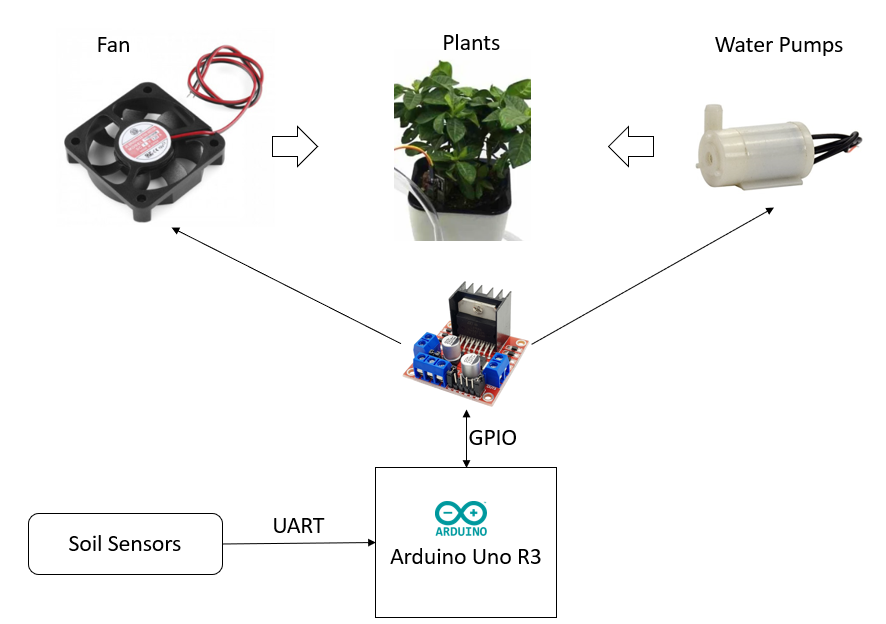 Fan
Plants
Water Pumps
GPIO
UART
Soil Sensors
ARDUINO
Arduino Uno R3